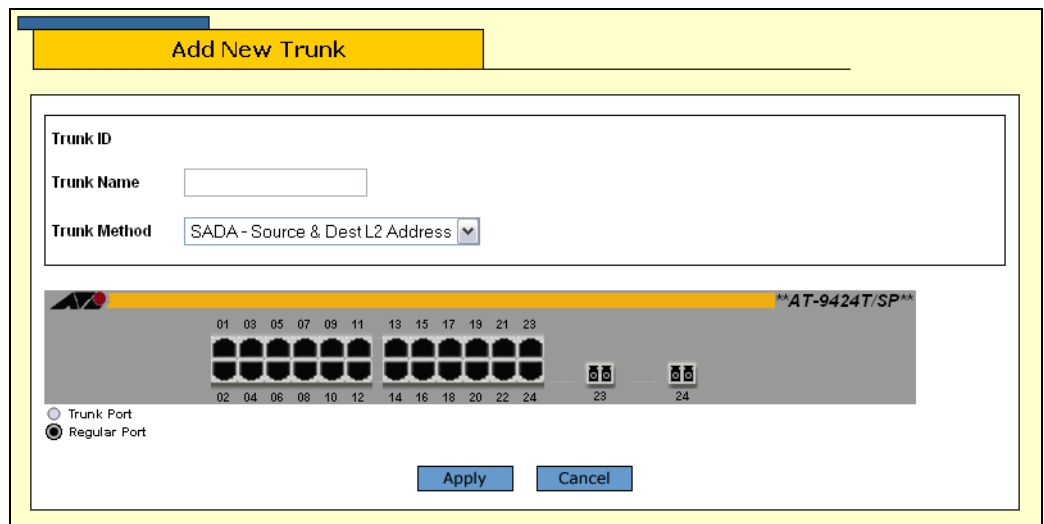 Add New Trunk
Trunk ID
Trunk Name
Trunk Method SADA - Source & Dest L2 Address
**AT-9424T/SP**
01 03 05 07 09 11 13 15 17 19 21 23
02 04 06 08 10 12 14 16 18 20 22 24 23 24
Trunk Port
Regular Port
Apply Cancel